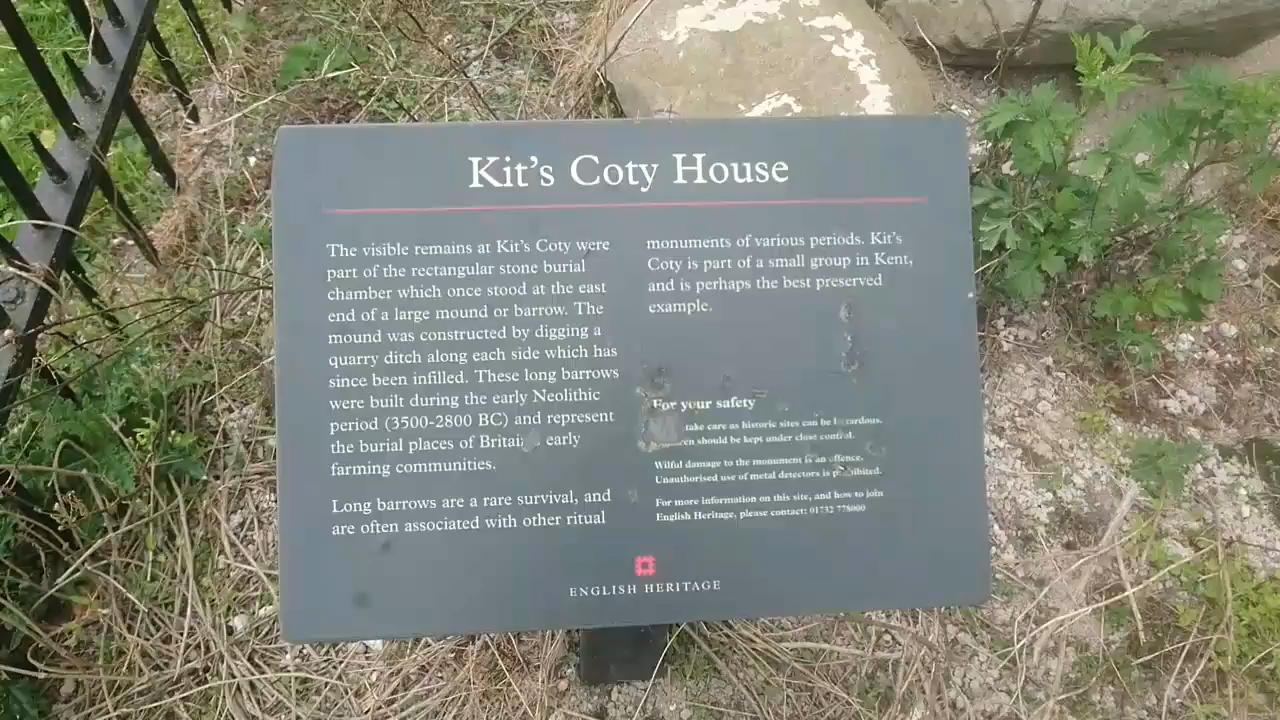 Kit's Coty House
The visible remains at Kit's Coty were
part of the rectangular stone burial
chamber which once stood at the east
end of a large mound or barrow. The
mound was constructed by digging a
quarry ditch along each side which has
since been infilled. These long barrows
were built during the early Neolithic
period (3500-2800 BC) and represent
the burial places of early
farming communities.
Long barrows are a rare survival, and
are often associated with other ritual
monuments of various periods. Kit's
Coty is part of a small group in Kent,
and is perhaps the best preserved
example.
For your safety
take care as historic sites can be
should be kept under close control.
Wilful damage to the monument is an offence.
Unauthorised use of metal detectors is
For more information on this site, and how to join
English Heritage, please contact: 01732 778000
ENGLISH HERITAGE